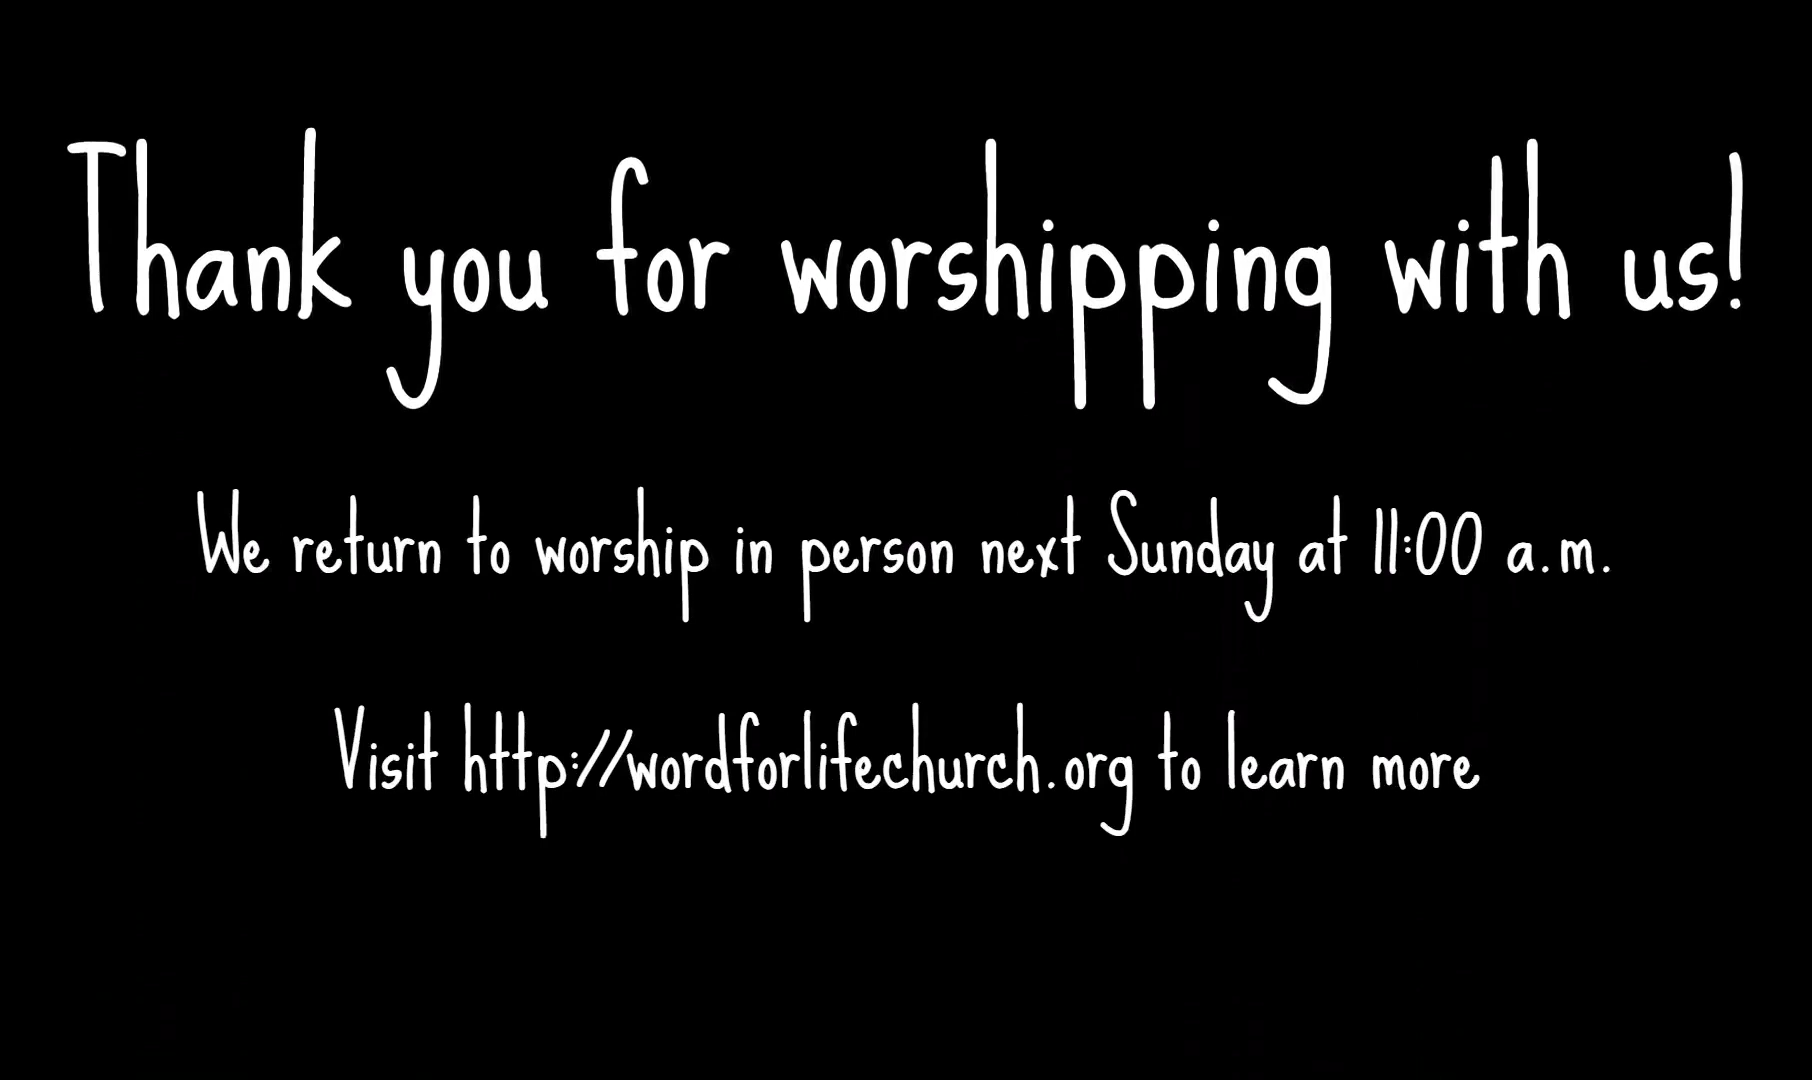 Thank you for worshipping with us!
We return to worship in person next Sunday at 11:00 a.m.
Visit http://wordforlifechurch.org to learn more